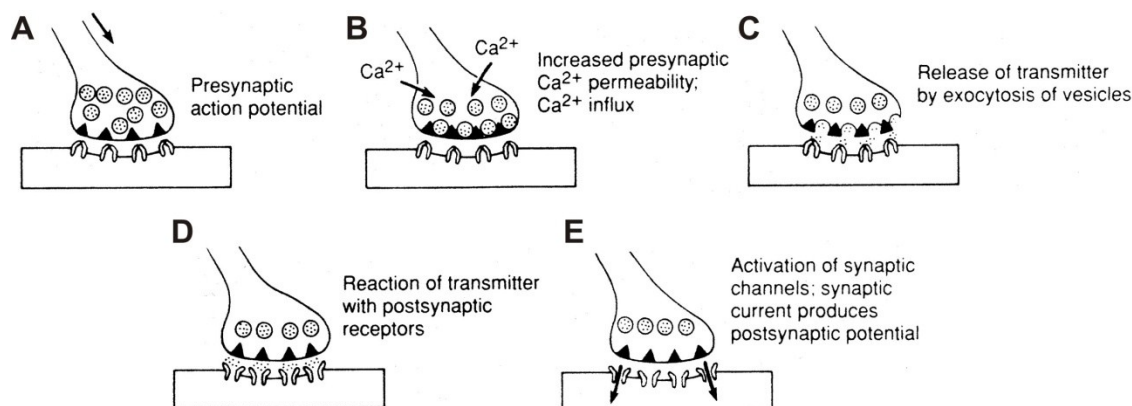 A
Presynaptic
action potential
B
Ca2+
Ca2+
Increased presynaptic
Ca2+ permeability;
Ca2+ influx
C
Release of transmitter
by exocytosis of vesicles
D
Reaction of transmitter
with postsynaptic
receptors
E
Activation of synaptic
channels; synaptic
current produces
postsynaptic potential